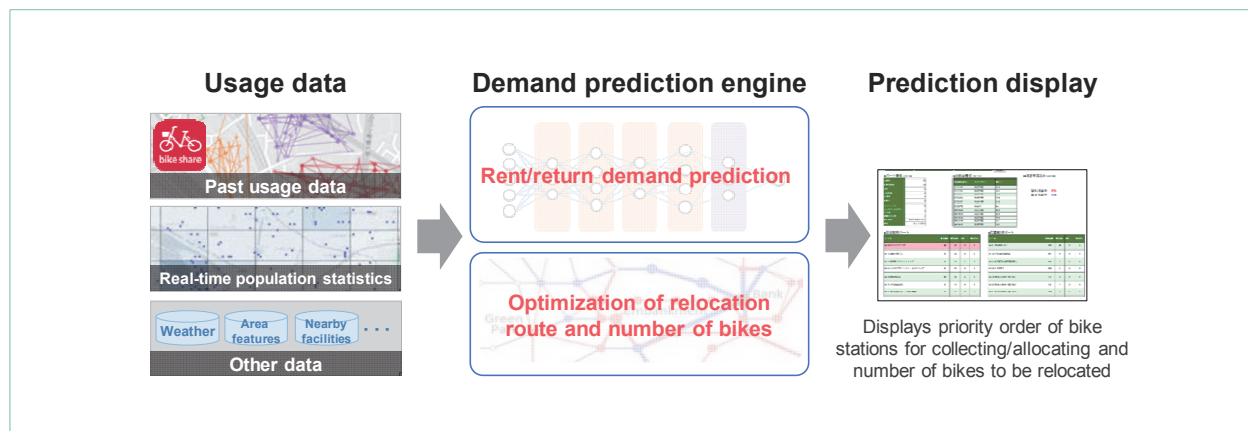 Usage data
bike share
Past usage data
Real-time population statistics
Weather
Area
features
Nearby
facilities
・・・
Other data
Demand prediction engine
Rent/return demand prediction
Optimization of relocation
route and number of bikes
Green
Bank
Prediction display
Displays priority order of bike
stations for collecting/allocating and
number of bikes to be relocated